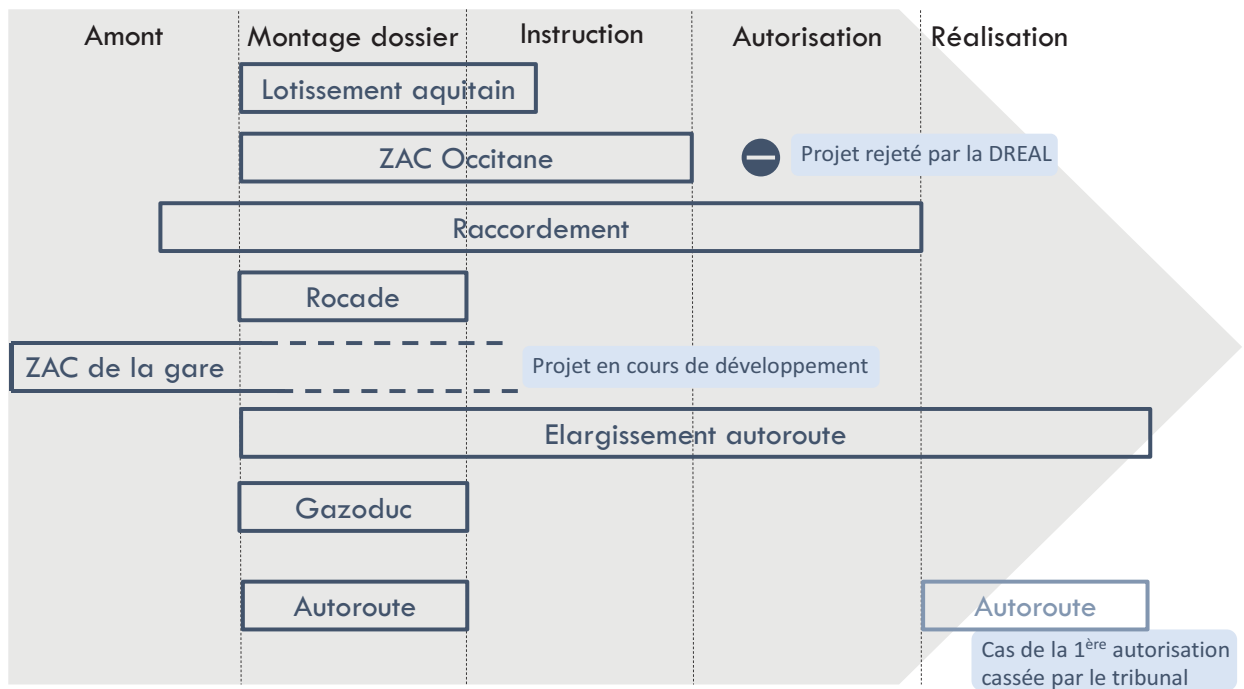 Amont
Montage dossier
Instruction
Autorisation
Réalisation
Lotissement aquitain
ZAC Occitane
Projet rejeté par la DREAL
Raccordement
Rocade
ZAC de la gare
Projet en cours de développement
Elargissement autoroute
Gazoduc
Autoroute
Autoroute
Cas de la 1ère autorisation
cassée par le tribunal